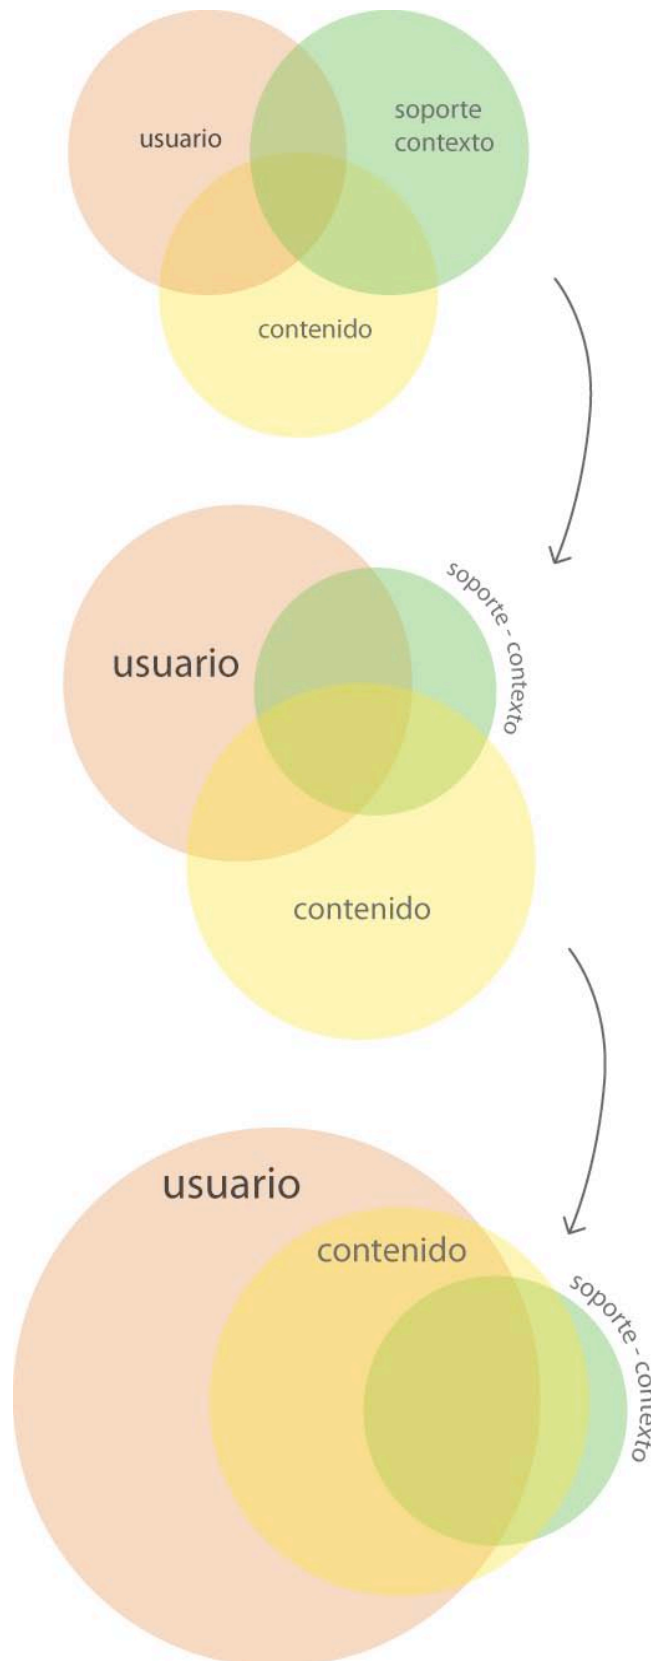 usuario
soporte
contexto
contenido
soporte - contexto
usuario
contenido
usuario
contenido
soporte - contexto